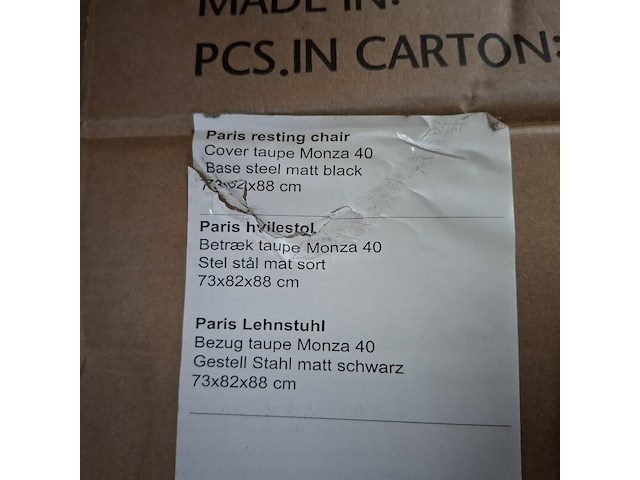 MADE IN:
PCS.IN CARTON:
Paris resting chair
Cover taupe Monza 40
Base steel matt black
73x82x88 cm
Paris hvilestol
Betræk taupe Monza 40
Stel stål mat sort
73x82x88 cm
Paris Lehnstuhl
Bezug taupe Monza 40
Gestell Stahl matt schwarz
73x82x88 cm